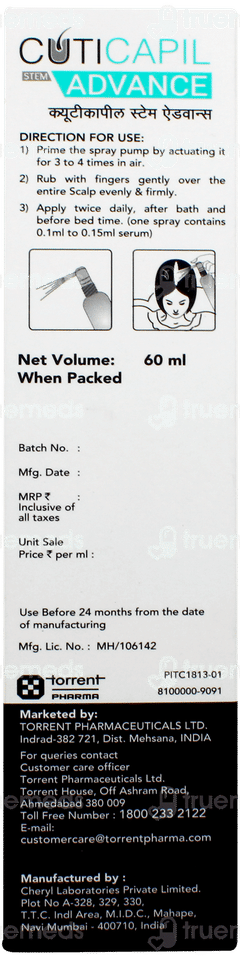 CUTICAPIL
STEM ADVANCE
क्यूटीकापील स्टेम ऐडवान्स
DIRECTION FOR USE:
1) Prime the spray pump by actuating it
for 3 to 4 times in air.
2) Rub with fingers gently over the
entire Scalp evenly & firmly.
3) Apply twice daily, after bath and
before bed time. (one spray contains
0.1ml to 0.15ml serum)
Net Volume: 60 ml
When Packed
Batch No. :
Mfg. Date :
MRP ₹ :
Inclusive of
all taxes
Unit Sale
Price ₹ per ml :
Use Before 24 months from the date
of manufacturing
Mfg. Lic. No. : MH/106142
torrent PITC1813-01
PHARMA 8100000-9091
Marketed by:
TORRENT PHARMACEUTICALS LTD.
Indrad-382 721, Dist. Mehsana, INDIA
For queries contact
Customer care officer
Torrent Pharmaceuticals Ltd.
Torrent House, Off Ashram Road,
Ahmedabad 380 009
Toll Free Number : 1800 233 2122
E-mail:
customercare@torrentpharma.com
Manufactured by :
Cheryl Laboratories Private Limited.
Plot No A-328, 329, 330,
T.T.C. Indl Area, M.I.D.C., Mahape,
Navi Mumbai - 400710, India
truemeds